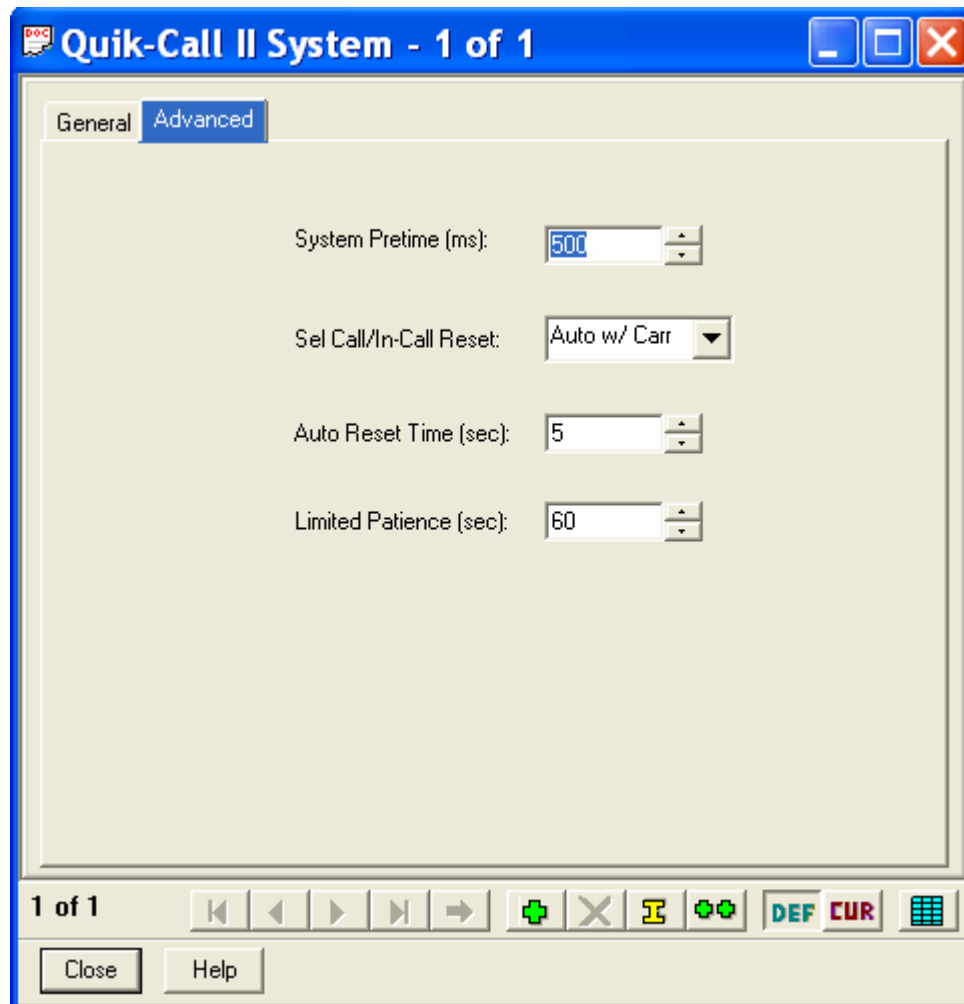 DOC
Quik-Call II System - 1 of 1
General
Advanced
System Pretime (ms):
500
Sel Call/In-Call Reset:
Auto w/ Carr
Auto Reset Time (sec):
5
Limited Patience (sec):
60
1 of 1
DEF
CUR
Close
Help